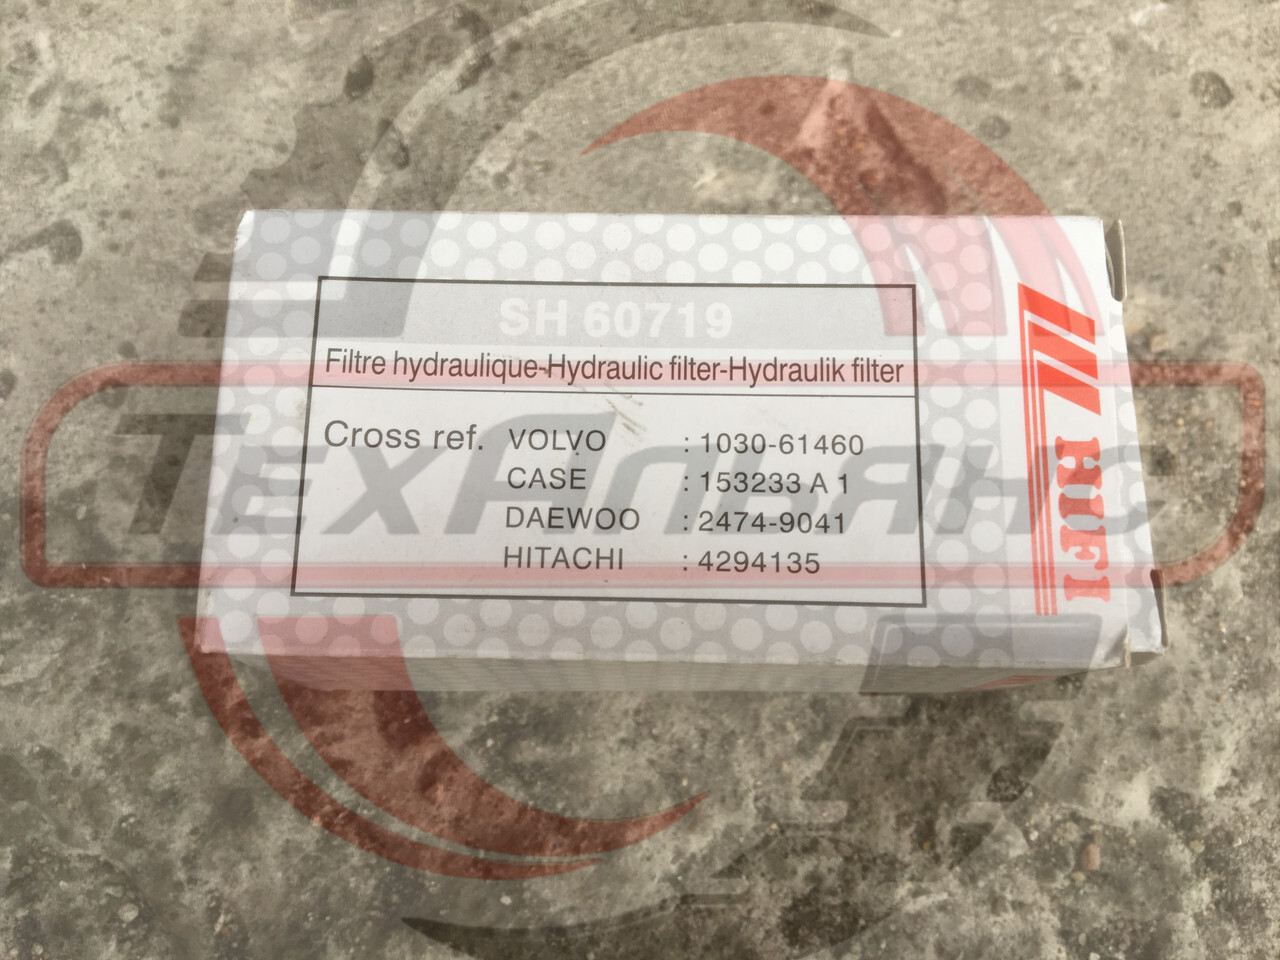 SH 60719
Filtre hydraulique-Hydraulic filter-Hydraulik filter
Cross ref. VOLVO : 1030-61460
CASE : 153233 A 1
DAEWOO : 2474-9041
HITACHI : 4294135
HIFI
ТЕХАЛЬЯНС